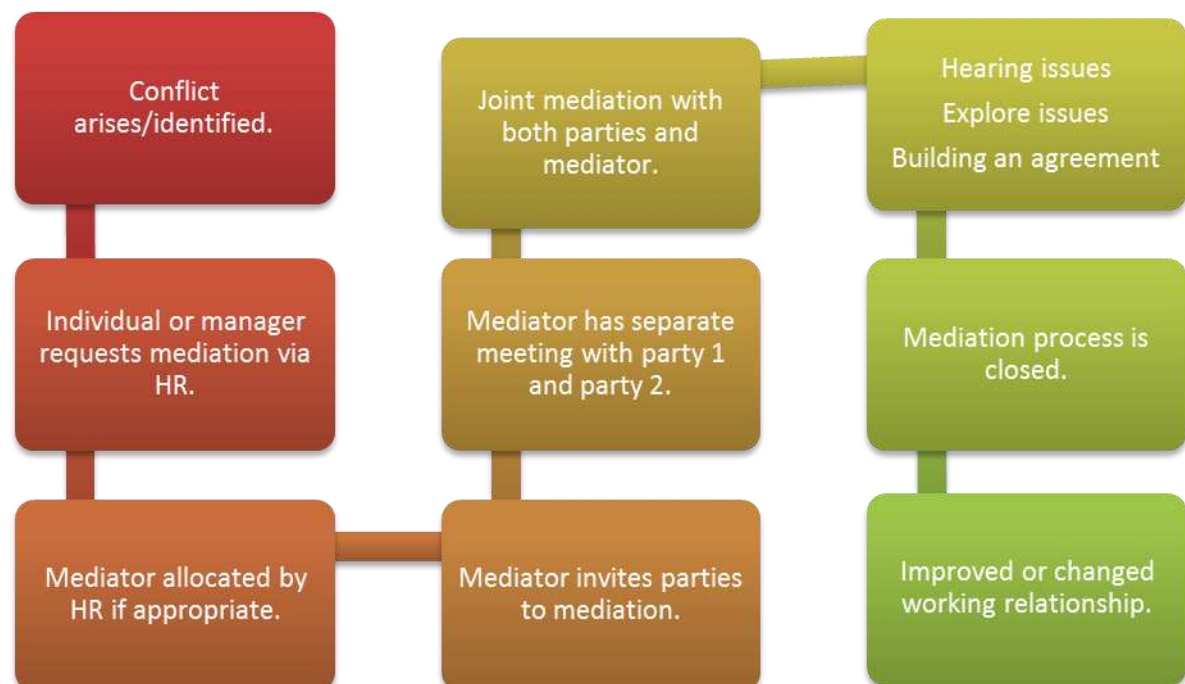 Conflict
arises/identified.
Individual or manager
requests mediation via
HR.
Mediator allocated by
HR if appropriate.
Mediator invites parties
to mediation.
Mediator has separate
meeting with party 1
and party 2.
Joint mediation with
both parties and
mediator.
Hearing issues
Explore issues
Building an agreement
Mediation process is
closed.
Improved or changed
working relationship.